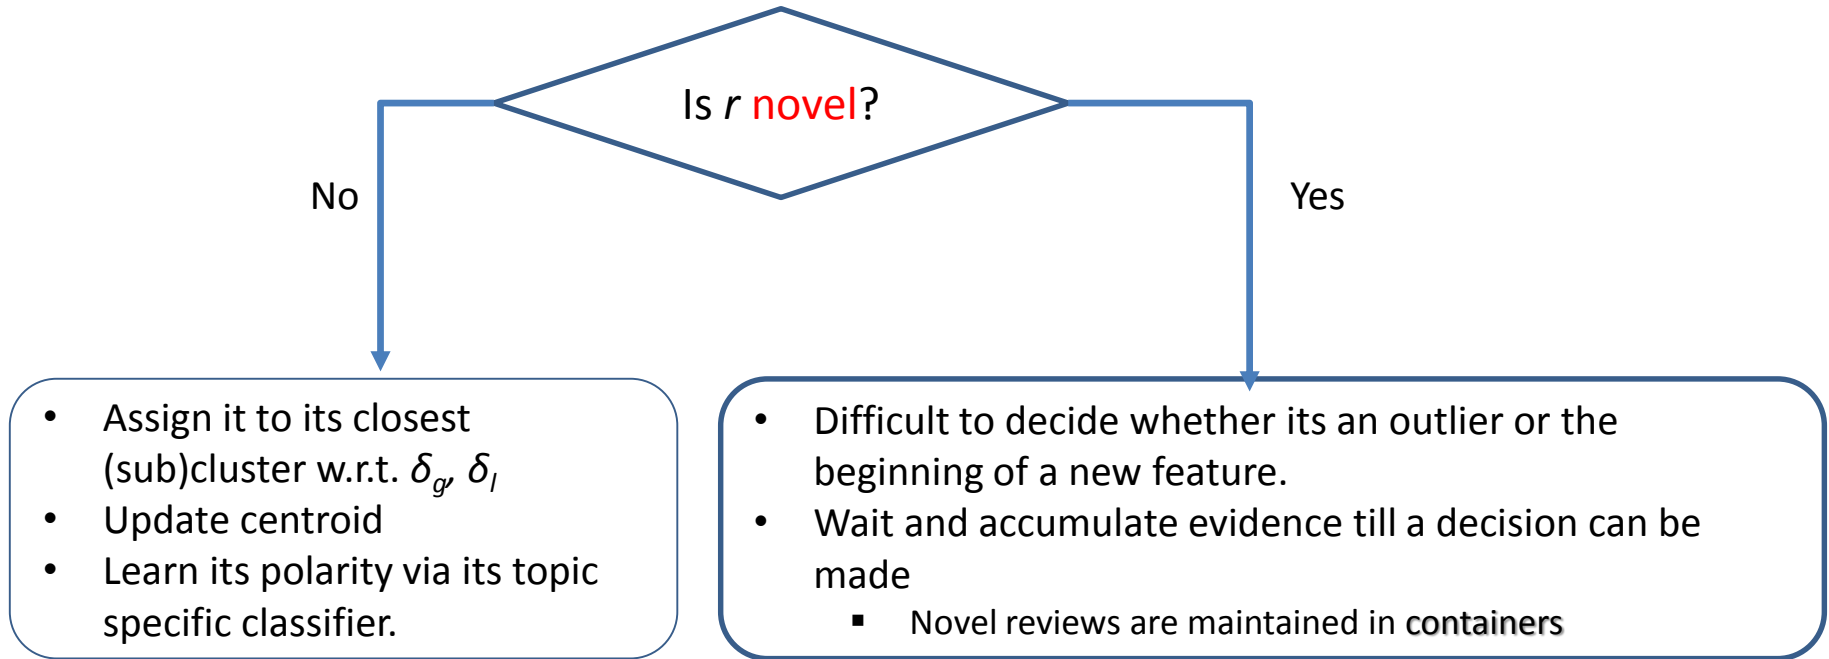 Is r novel?
No
Yes
• Assign it to its closest
(sub)cluster w.r.t. δg, δl
• Update centroid
• Learn its polarity via its topic
specific classifier.
• Difficult to decide whether its an outlier or the
beginning of a new feature.
• Wait and accumulate evidence till a decision can be
made
▪ Novel reviews are maintained in containers